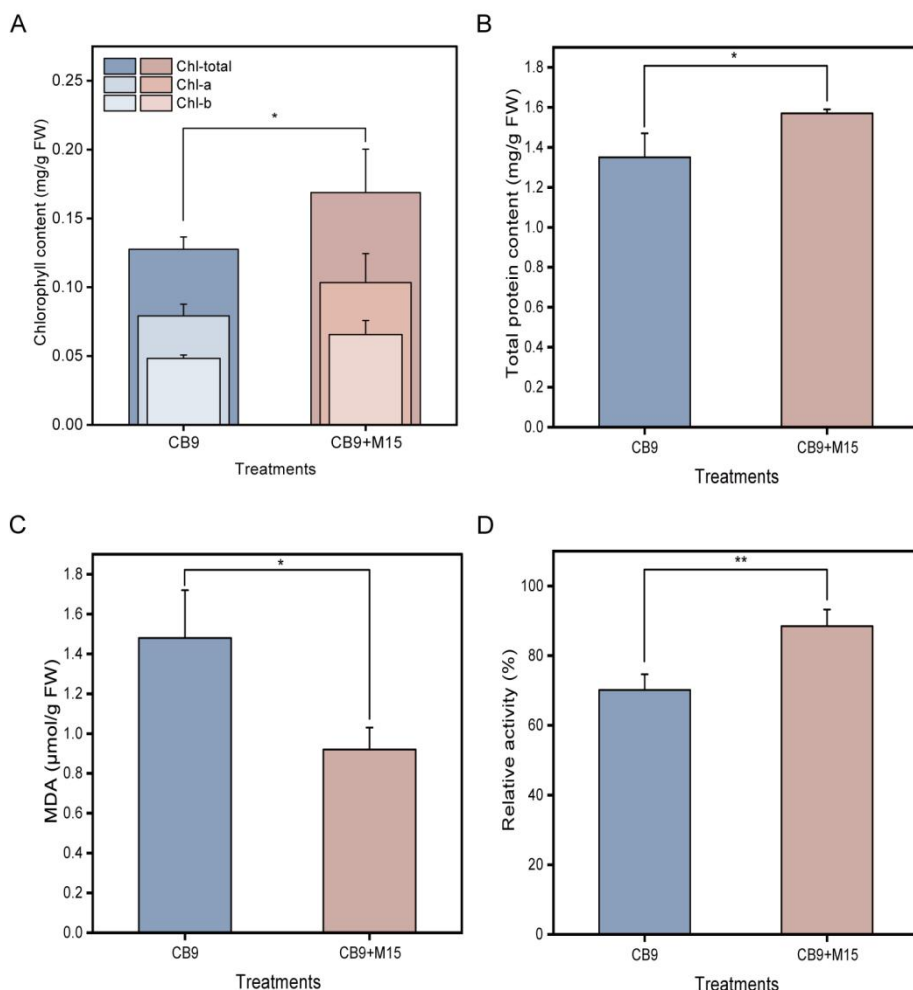 A
Chlorophyll content (mg/g FW)
0.25
0.20
0.15
0.10
0.05
0.00
Chl-total
Chl-a
Chl-b
*
CB9
CB9+M15
Treatments
B
Total protein content (mg/g FW)
1.8
1.6
1.4
1.2
1.0
0.8
0.6
0.4
0.2
0.0
*
CB9
CB9+M15
Treatments
C
MDA (μmol/g FW)
1.8
1.6
1.4
1.2
1.0
0.8
0.6
0.4
0.2
0.0
*
CB9
CB9+M15
Treatments
D
Relative activity (%)
100
80
60
40
20
0
**
CB9
CB9+M15
Treatments